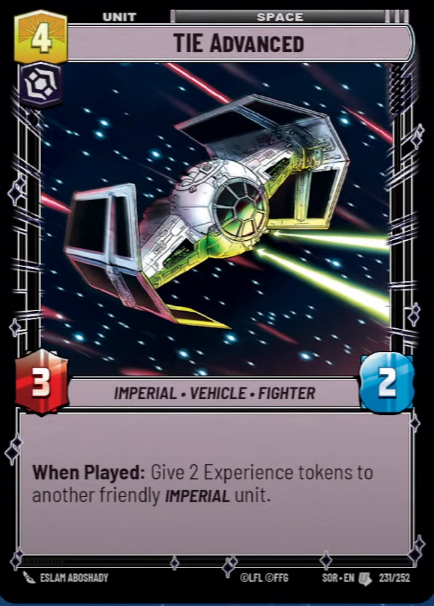 UNIT SPACE
4 TIE ADVANCED
3 IMPERIAL • VEHICLE • FIGHTER 2
When Played: Give 2 Experience tokens to
another friendly IMPERIAL unit.
ESLAM ABOSHADY ©LFL ©FFG SOR • EN 231/252